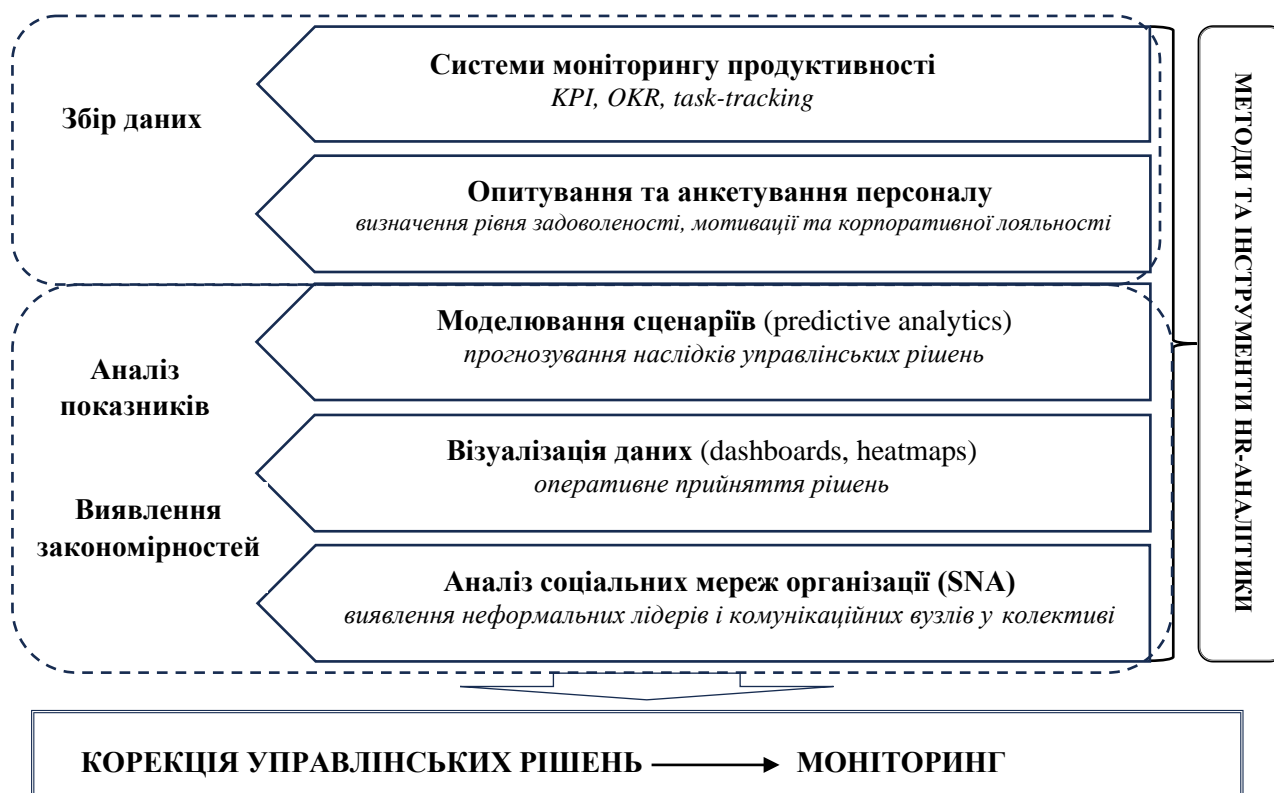 Збір даних
Системи моніторингу продуктивності
KPI, OKR, task-tracking
Опитування та анкетування персоналу
визначення рівня задоволеності, мотивації та корпоративної лояльності
Аналіз
показників
Виявлення
закономірностей
Моделювання сценаріїв (predictive analytics)
прогнозування наслідків управлінських рішень
Візуалізація даних (dashboards, heatmaps)
оперативне прийняття рішень
Аналіз соціальних мереж організації (SNA)
виявлення неформальних лідерів і комунікаційних вузлів у колективі
МЕТОДИ ТА ІНСТРУМЕНТИ HR-АНАЛІТИКИ
КОРЕКЦІЯ УПРАВЛІНСЬКИХ РІШЕНЬ МОНІТОРИНГ